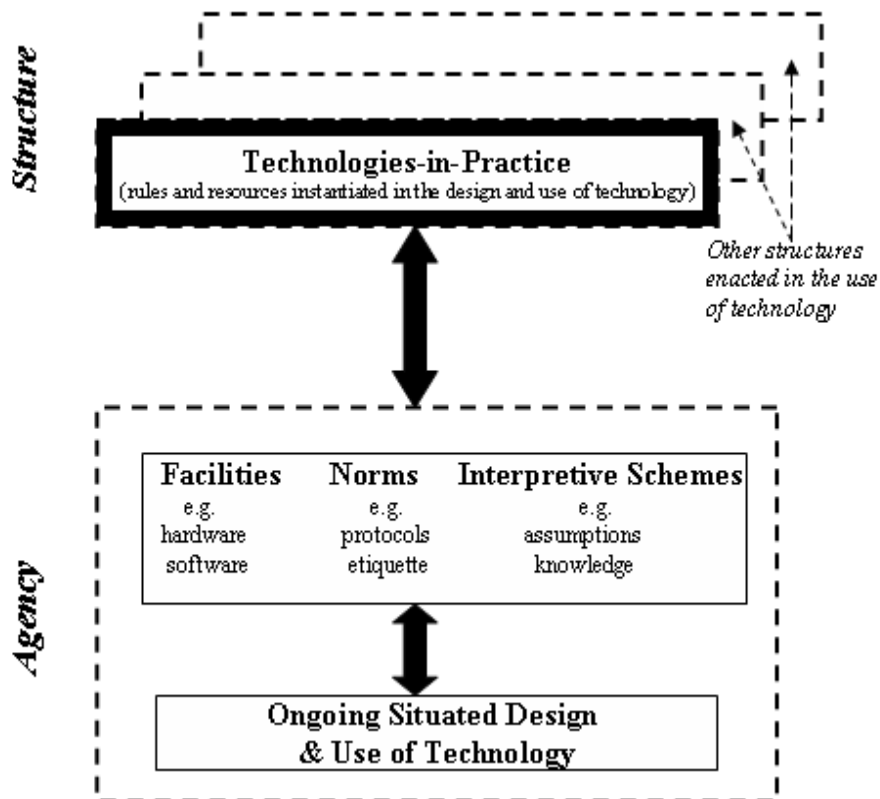 Structure
Technologies-in-Practice
(rules and resources instantiated in the design and use of technology)
Other structures
enacted in the use
of technology
Agency
Facilities Norms Interpretive Schemes
e.g. e.g. e.g.
hardware protocols assumptions
software etiquette knowledge
Ongoing Situated Design
& Use of Technology